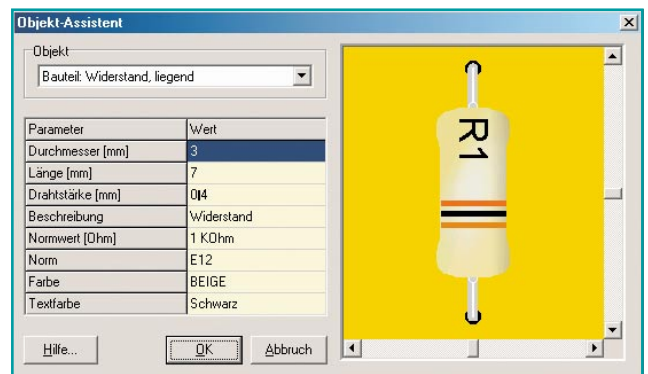 Objekt-Assistent
Objekt
Bauteil: Widerstand, liegend
Parameter Wert
Durchmesser [mm] 3
Länge [mm] 7
Drahtstärke [mm] 0,4
Beschreibung Widerstand
Normwert [Ohm] 1 KOhm
Norm E12
Farbe BEIGE
Textfarbe Schwarz
Hilfe... OK Abbruch
R1